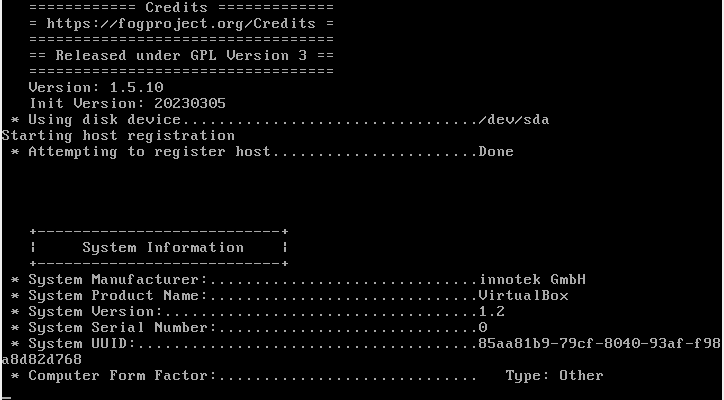 ============ Credits =============
= https://fogproject.org/Credits =
==================================
== Released under GPL Version 3 ==
==================================
Version: 1.5.10
Init Version: 20230305
* Using disk device.................................../dev/sda
Starting host registration
* Attempting to register host.......................Done
+---------------------------+
|     System Information    |
+---------------------------+
* System Manufacturer:..............................innotek GmbH
* System Product Name:..............................VirtualBox
* System Version:...................................1.2
* System Serial Number:.............................0
* System UUID:......................................85aa81b9-79cf-8040-93af-f98
a8d82d768
* Computer Form Factor:.............................   Type: Other
_